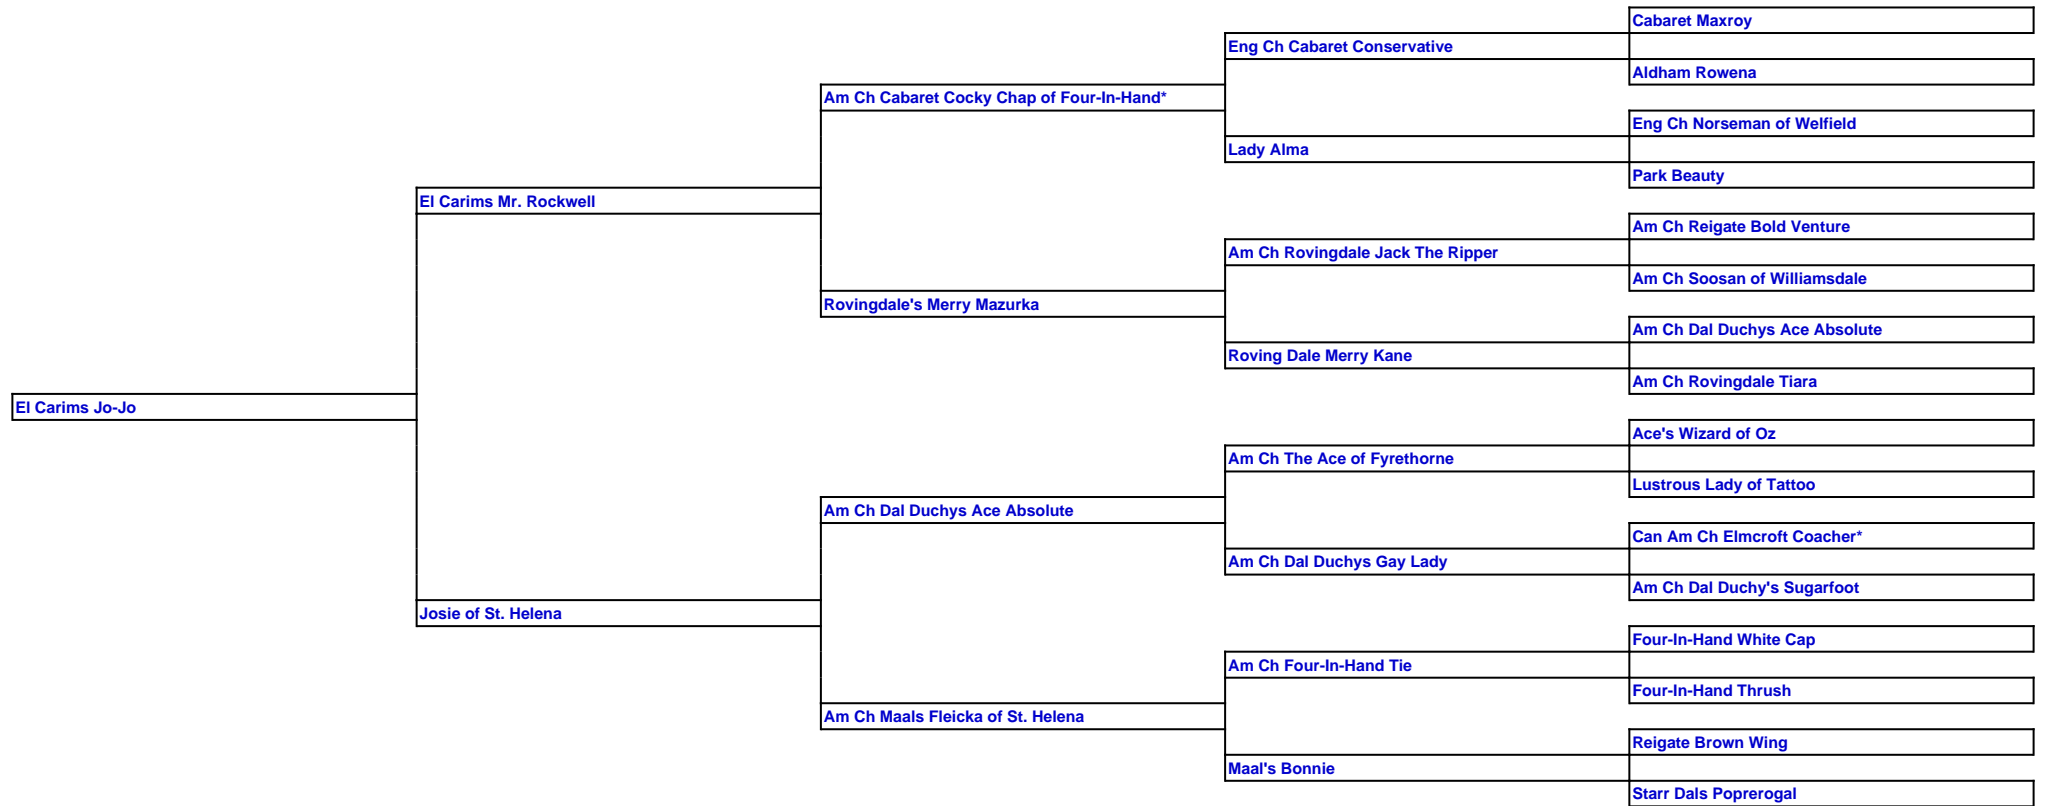 Cabaret Maxroy
Eng Ch Cabaret Conservative
Aldham Rowena
Am Ch Cabaret Cocky Chap of Four-In-Hand*
Eng Ch Norseman of Welfield
Lady Alma
Park Beauty
El Carims Mr. Rockwell
Am Ch Reigate Bold Venture
Am Ch Rovingdale Jack The Ripper
Am Ch Soosan of Williamsdale
Rovingdale's Merry Mazurka
Am Ch Dal Duchys Ace Absolute
Roving Dale Merry Kane
Am Ch Rovingdale Tiara
El Carims Jo-Jo
Ace's Wizard of Oz
Am Ch The Ace of Fyrethorne
Lustrous Lady of Tattoo
Am Ch Dal Duchys Ace Absolute
Can Am Ch Elmcroft Coacher*
Am Ch Dal Duchys Gay Lady
Am Ch Dal Duchy's Sugarfoot
Josie of St. Helena
Four-In-Hand White Cap
Am Ch Four-In-Hand Tie
Four-In-Hand Thrush
Am Ch Maals Fleicka of St. Helena
Reigate Brown Wing
Maal's Bonnie
Starr Dals Poprerogal